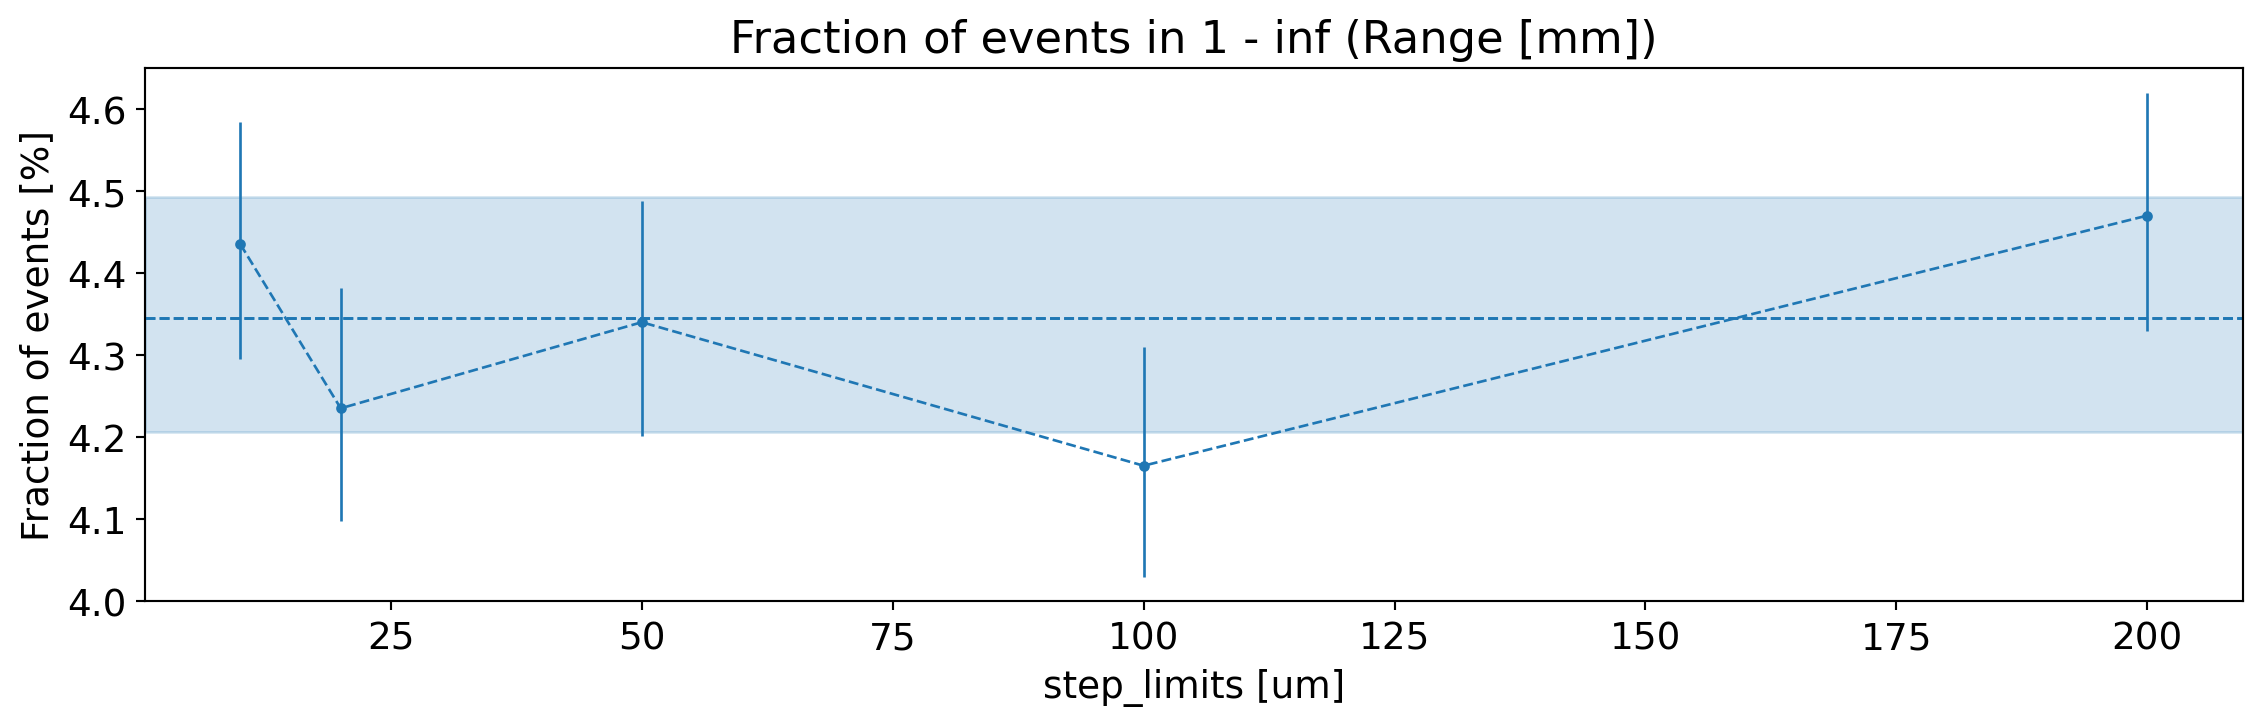 Fraction of events in 1 - inf (Range [mm])
Fraction of events [%]
4.6
4.5
4.4
4.3
4.2
4.1
4.0
25 50 75 100 125 150 175 200
step_limits [um]